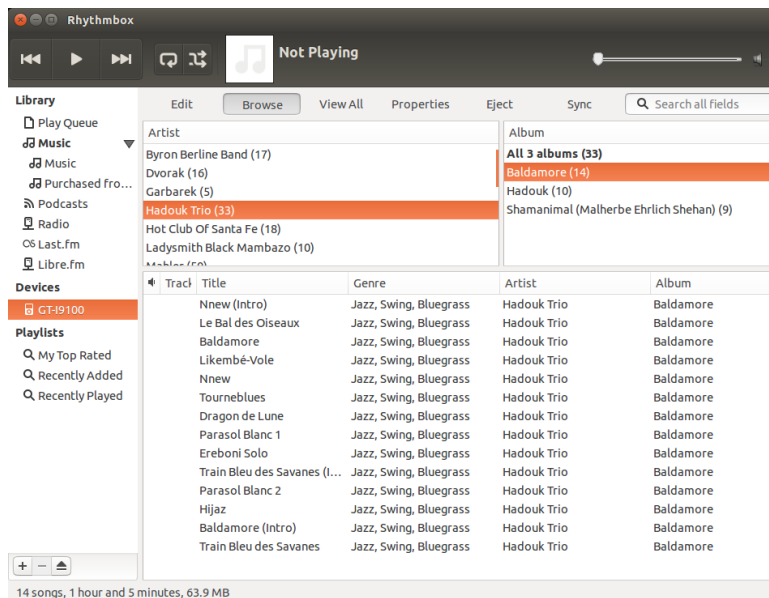 Rhythmbox
Not Playing
Library
Play Queue
Music
Music
Purchased fro...
Podcasts
Radio
Last.fm
Libre.fm
Devices
GT-I9100
Playlists
My Top Rated
Recently Added
Recently Played
Edit Browse View All Properties Eject Sync Search all fields
Artist
Byron Berline Band (17)
Dvorak (16)
Garbarek (5)
Hadouk Trio (33)
Hot Club Of Santa Fe (18)
Ladysmith Black Mambazo (10)
Mahler (50)
Album
All 3 albums (33)
Baldamore (14)
Hadouk (10)
Shamanimal (Malherbe Ehrlich Shehan) (9)
Track Title Genre Artist Album
Nnew (Intro) Jazz, Swing, Bluegrass Hadouk Trio Baldamore
Le Bal des Oiseaux Jazz, Swing, Bluegrass Hadouk Trio Baldamore
Baldamore Jazz, Swing, Bluegrass Hadouk Trio Baldamore
Likembé-Vole Jazz, Swing, Bluegrass Hadouk Trio Baldamore
Nnew Jazz, Swing, Bluegrass Hadouk Trio Baldamore
Tourneblues Jazz, Swing, Bluegrass Hadouk Trio Baldamore
Dragon de Lune Jazz, Swing, Bluegrass Hadouk Trio Baldamore
Parasol Blanc 1 Jazz, Swing, Bluegrass Hadouk Trio Baldamore
Ereboni Solo Jazz, Swing, Bluegrass Hadouk Trio Baldamore
Train Bleu des Savanes (I... Jazz, Swing, Bluegrass Hadouk Trio Baldamore
Parasol Blanc 2 Jazz, Swing, Bluegrass Hadouk Trio Baldamore
Hijaz Jazz, Swing, Bluegrass Hadouk Trio Baldamore
Baldamore (Intro) Jazz, Swing, Bluegrass Hadouk Trio Baldamore
Train Bleu des Savanes Jazz, Swing, Bluegrass Hadouk Trio Baldamore
14 songs, 1 hour and 5 minutes, 63.9 MB